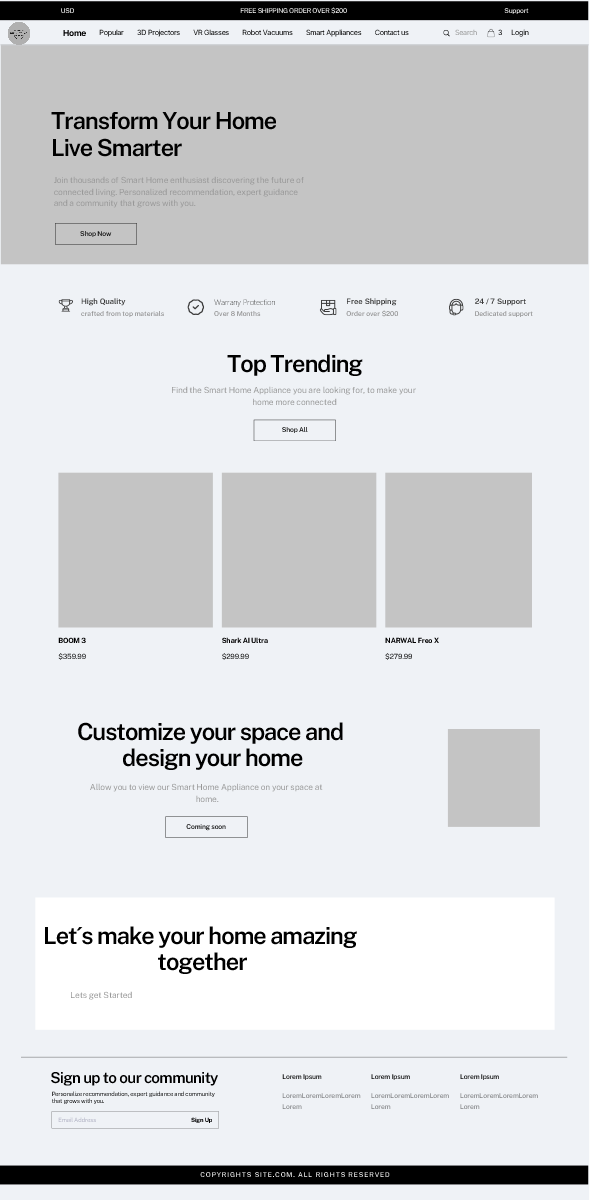 USD FREE SHIPPING ORDER OVER $200 Support
Home Popular 3D Projectors VR Glasses Robot Vacuums Smart Appliances Contact us Search 3 Login
Transform Your Home
Live Smarter
Join thousands of Smart Home enthusiast discovering the future of
connected living. Personalized recommendation, expert guidance
and a community that grows with you.
Shop Now
High Quality
crafted from top materials
Warrany Protection
Over 8 Months
Free Shipping
Order over $200
24 / 7 Support
Dedicated support
Top Trending
Find the Smart Home Appliance you are looking for, to make your
home more connected
Shop All
BOOM 3
$359.99
Shark AI Ultra
$299.99
NARWAL Freo X
$279.99
Customize your space and
design your home
Allow you to view our Smart Home Appliance on your space at
home.
Coming soon
Let´s make your home amazing
together
Lets get Started
Sign up to our community
Personalize recommendation, expert guidance and community
that grows with you.
Email Address Sign Up
Lorem Ipsum
LoremLoremLoremLorem
Lorem
Lorem Ipsum
LoremLoremLoremLorem
Lorem
Lorem Ipsum
LoremLoremLoremLorem
Lorem
COPYRIGHTS SITE.COM. ALL RIGHTS RESERVED